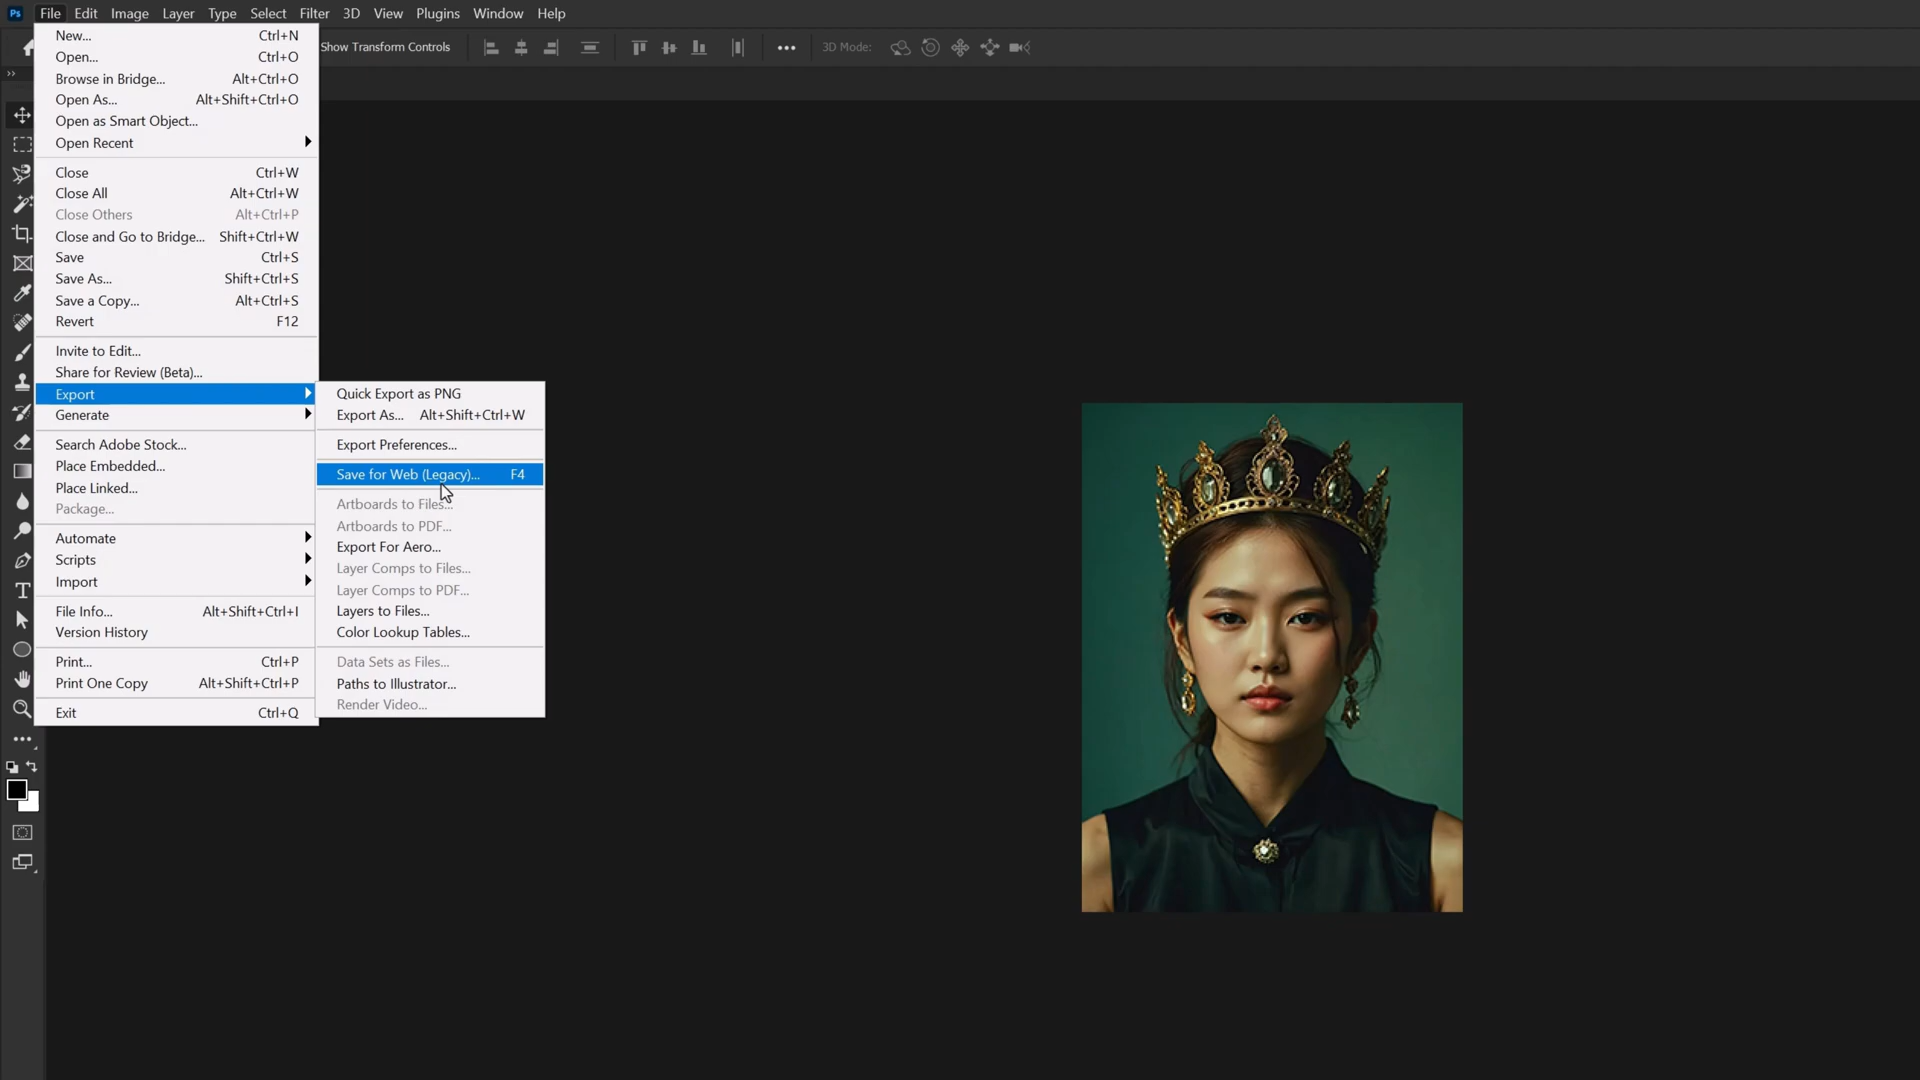 Ps File Edit Image Layer Type Select Filter 3D View Plugins Window Help
Show Transform Controls
3D Mode:
New... Ctrl+N
Open... Ctrl+O
Browse in Bridge... Alt+Ctrl+O
Open As... Alt+Shift+Ctrl+O
Open as Smart Object...
Open Recent
Close Ctrl+W
Close All Alt+Ctrl+W
Close Others Alt+Ctrl+P
Close and Go to Bridge... Shift+Ctrl+W
Save Ctrl+S
Save As... Shift+Ctrl+S
Save a Copy... Alt+Ctrl+S
Revert F12
Invite to Edit...
Share for Review (Beta)...
Export
Generate
Search Adobe Stock...
Place Embedded...
Place Linked...
Package...
Automate
Scripts
Import
File Info... Alt+Shift+Ctrl+I
Version History
Print... Ctrl+P
Print One Copy Alt+Shift+Ctrl+P
Exit Ctrl+Q
Quick Export as PNG
Export As... Alt+Shift+Ctrl+W
Export Preferences...
Save for Web (Legacy)... F4
Artboards to Files...
Artboards to PDF...
Export For Aero...
Layer Comps to Files...
Layer Comps to PDF...
Layers to Files...
Color Lookup Tables...
Data Sets as Files...
Paths to Illustrator...
Render Video...